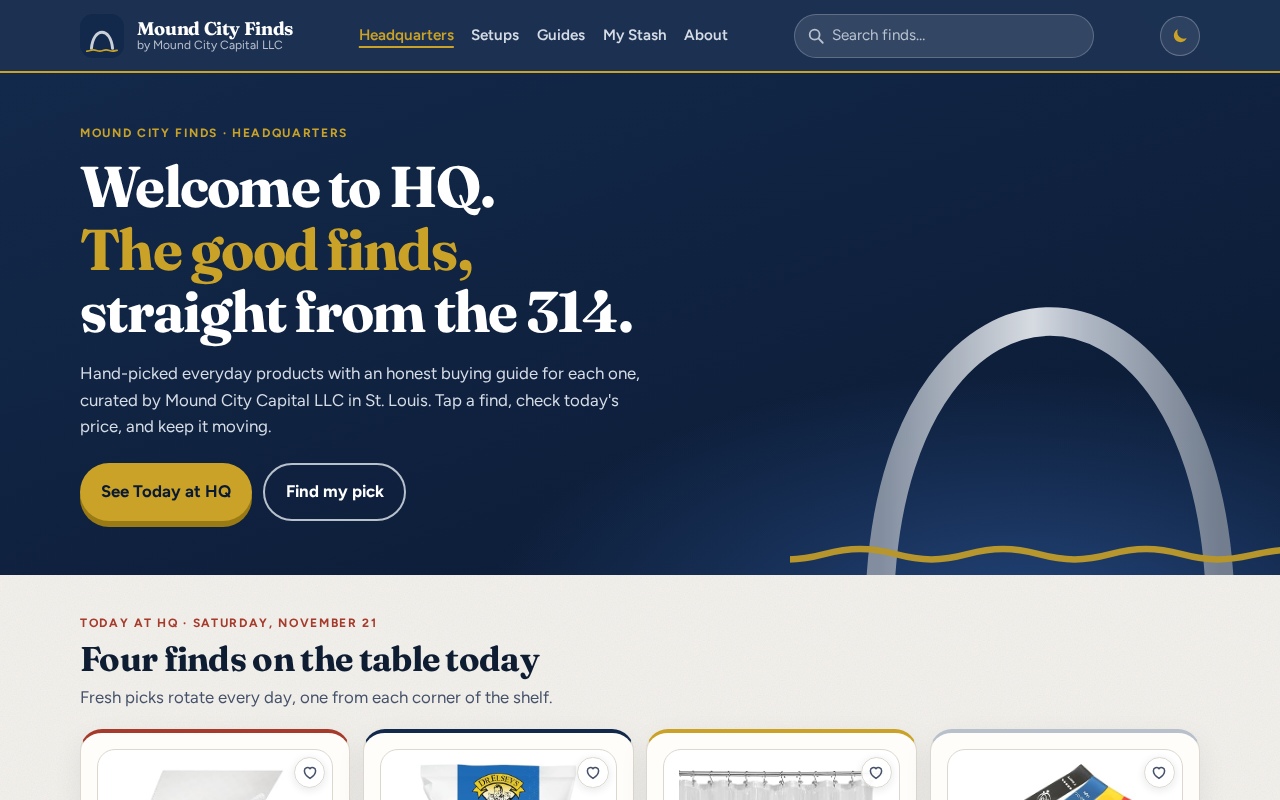 Mound City Finds
by Mound City Capital LLC
Headquarters Setups Guides My Stash About
Search finds...
MOUND CITY FINDS · HEADQUARTERS
Welcome to HQ.
The good finds,
straight from the 314.
Hand-picked everyday products with an honest buying guide for each one,
curated by Mound City Capital LLC in St. Louis. Tap a find, check today's
price, and keep it moving.
See Today at HQ
Find my pick
TODAY AT HQ · SATURDAY, NOVEMBER 21
Four finds on the table today
Fresh picks rotate every day, one from each corner of the shelf.
DR. ELSEY'S